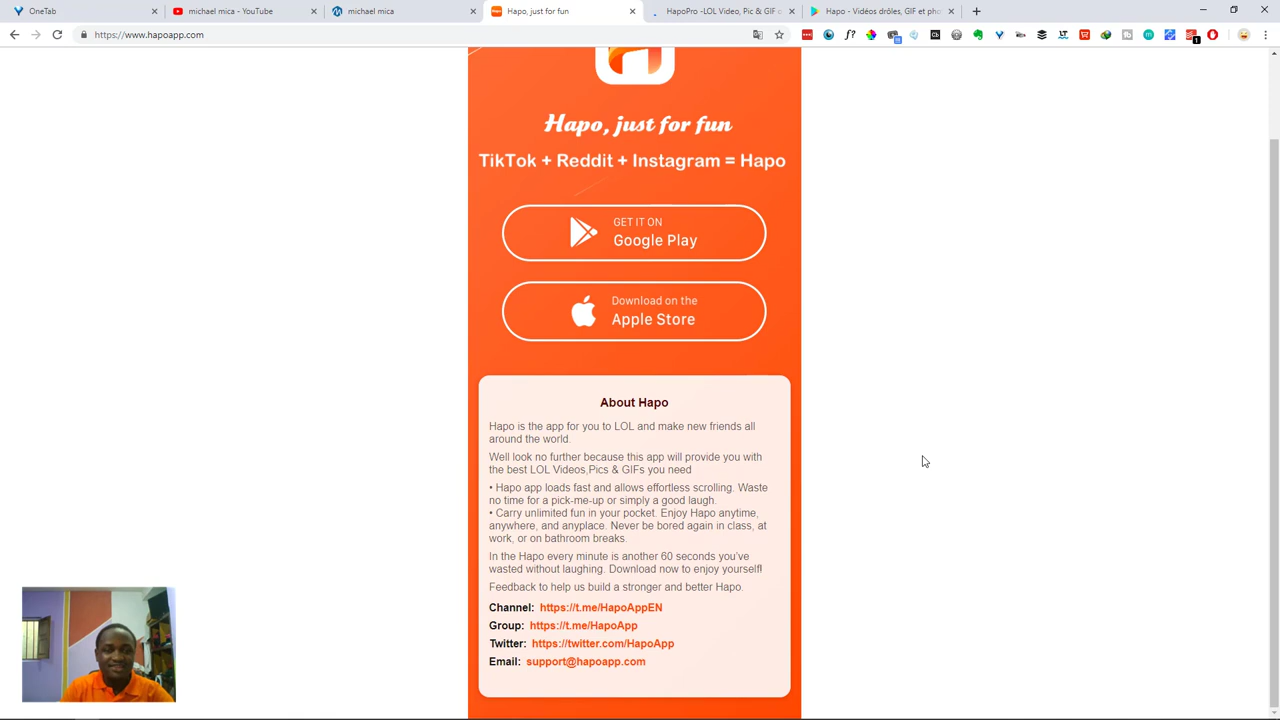 OneTab
michael mica - YouTube
michael mica
Hapo, just for fun
HapoPro -LOL Video, Pic & GIF o
Hapo - Vidéos drôles, GIF et pho
https://www.hapoapp.com
Hapo, just for fun
TikTok + Reddit + Instagram = Hapo
GET IT ON
Google Play
Download on the
Apple Store
About Hapo
Hapo is the app for you to LOL and make new friends all
around the world.
Well look no further because this app will provide you with
the best LOL Videos,Pics & GIFs you need
• Hapo app loads fast and allows effortless scrolling. Waste
no time for a pick-me-up or simply a good laugh.
• Carry unlimited fun in your pocket. Enjoy Hapo anytime,
anywhere, and anyplace. Never be bored again in class, at
work, or on bathroom breaks.
In the Hapo every minute is another 60 seconds you've
wasted without laughing. Download now to enjoy yourself!
Feedback to help us build a stronger and better Hapo.
Channel: https://t.me/HapoAppEN
Group: https://t.me/HapoApp
Twitter: https://twitter.com/HapoApp
Email: support@hapoapp.com